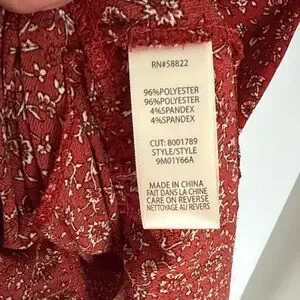 RN#58822
96%POLYESTER
96%POLYESTER
4%SPANDEX
4%SPANDEX
CUT: 8001789
STYLE/STYLE
9M01Y66A
MADE IN CHINA
FAIT DANS LA CHINE
CARE ON REVERSE
NETTOYAGE AU REVERS